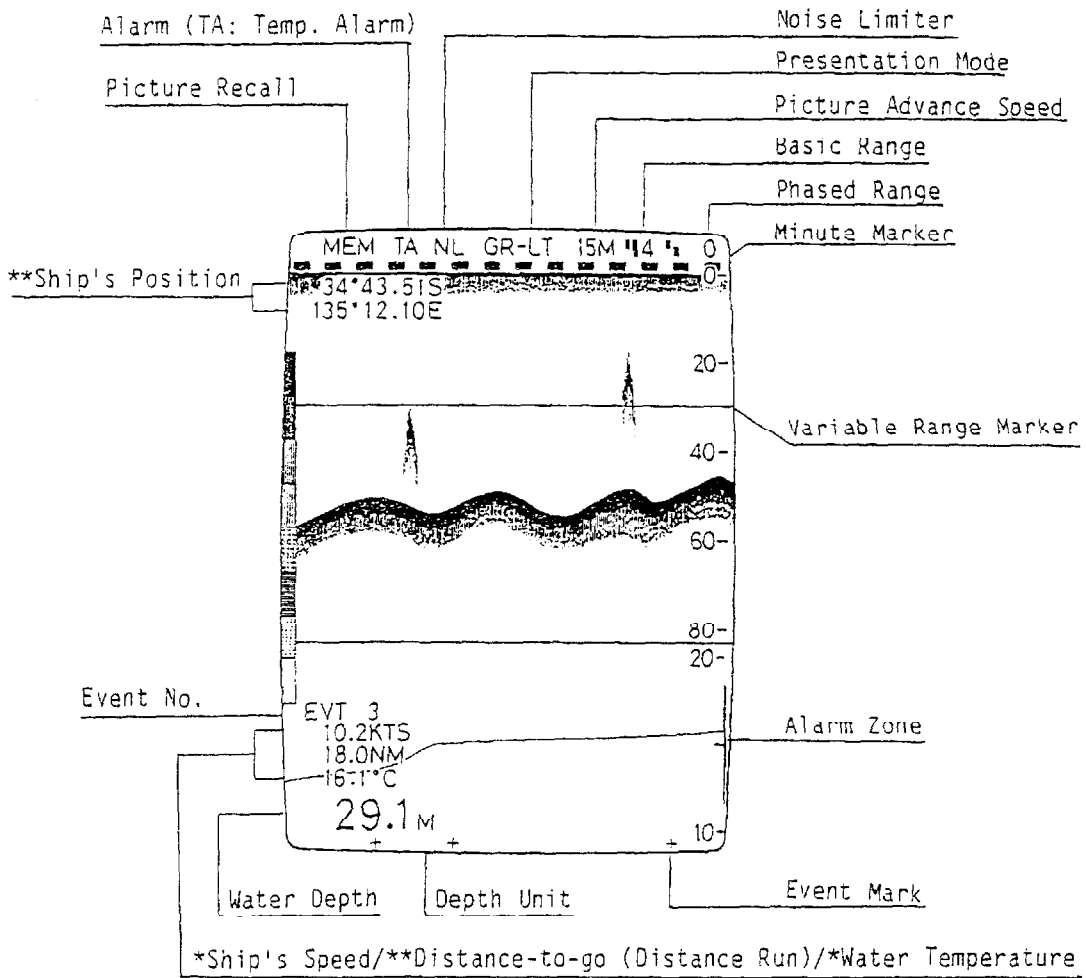 Alarm (TA: Temp. Alarm)
Noise Limiter
Picture Recall
Presentation Mode
Picture Advance Speed
Basic Range
Phased Range
Minute Marker
MEM TA NL GR-LT 15M 4 0
0-
**Ship's Position
34°43.61S
135°12.10E
20-
Variable Range Marker
40-
60-
80-
20-
Event No.
EVT 3
10.2KTS
18.0NM
16.1°C
Alarm Zone
29.1M
10-
+ + +
Water Depth
Depth Unit
Event Mark
*Ship's Speed/**Distance-to-go (Distance Run)/*Water Temperature